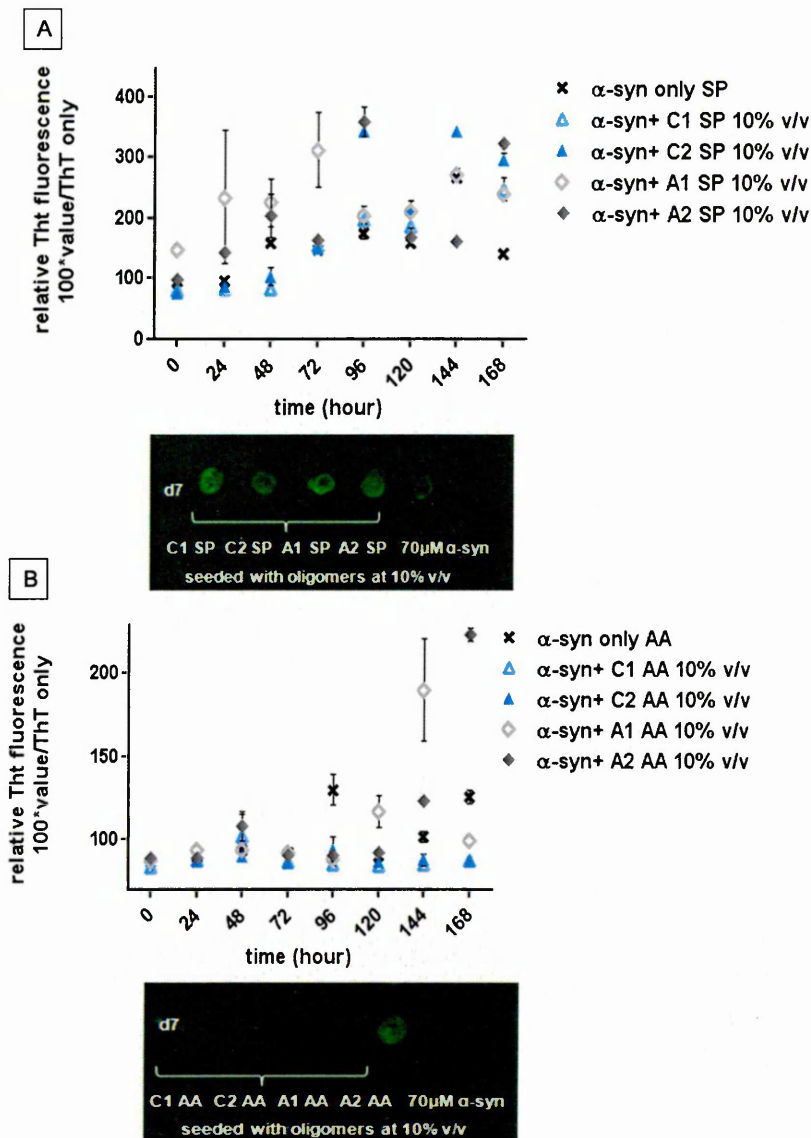 A
relative Tht fluorescence
100*value/ThT only
400
300
200
100
0
0 24 48 72 96 120 144 168
time (hour)
α-syn only SP
α-syn+ C1 SP 10% v/v
α-syn+ C2 SP 10% v/v
α-syn+ A1 SP 10% v/v
α-syn+ A2 SP 10% v/v
d7
C1 SP C2 SP A1 SP A2 SP 70µM α-syn
seeded with oligomers at 10% v/v
B
relative Tht fluorescence
100*value/ThT only
200
150
100
0 24 48 72 96 120 144 168
time (hour)
α-syn only AA
α-syn+ C1 AA 10% v/v
α-syn+ C2 AA 10% v/v
α-syn+ A1 AA 10% v/v
α-syn+ A2 AA 10% v/v
d7
C1 AA C2 AA A1 AA A2 AA 70µM α-syn
seeded with oligomers at 10% v/v